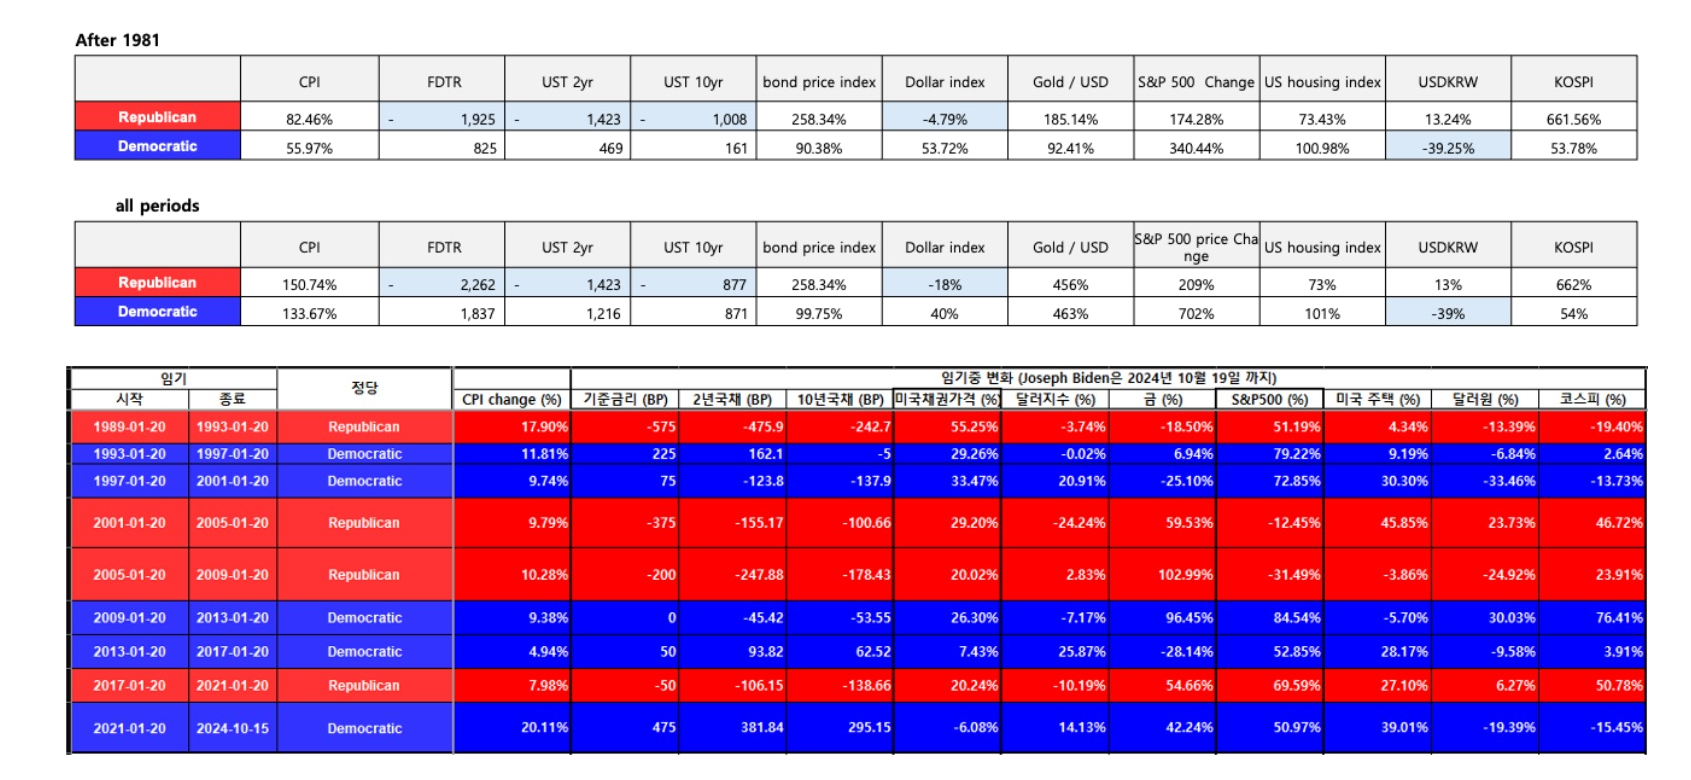 After 1981
CPI FDTR UST 2yr UST 10yr bond price index Dollar index Gold / USD S&P 500 Change US housing index USDKRW KOSPI
Republican 82.46% - 1,925 - 1,423 - 1,008 258.34% -4.79% 185.14% 174.28% 73.43% 13.24% 661.56%
Democratic 55.97% 825 469 161 90.38% 53.72% 92.41% 340.44% 100.98% -39.25% 53.78%
all periods
CPI FDTR UST 2yr UST 10yr bond price index Dollar index Gold / USD S&P 500 price Cha
nge US housing index USDKRW KOSPI
Republican 150.74% - 2,262 - 1,423 - 877 258.34% -18% 456% 209% 73% 13% 662%
Democratic 133.67% 1,837 1,216 871 99.75% 40% 463% 702% 101% -39% 54%
임기 정당 임기중 변화 (Joseph Biden은 2024년 10월 19일 까지)
시작 종료 CPI change (%) 기준금리 (BP) 2년국채 (BP) 10년국채 (BP) 미국채권가격 (%) 달러지수 (%) 금 (%) S&P500 (%) 미국 주택 (%) 달러원 (%) 코스피 (%)
1989-01-20 1993-01-20 Republican 17.90% -575 -475.9 -242.7 55.25% -3.74% -18.50% 51.19% 4.34% -13.39% -19.40%
1993-01-20 1997-01-20 Democratic 11.81% 225 162.1 -5 29.26% -0.02% 6.94% 79.22% 9.19% -6.84% 2.64%
1997-01-20 2001-01-20 Democratic 9.74% 75 -123.8 -137.9 33.47% 20.91% -25.10% 72.85% 30.30% -33.46% -13.73%
2001-01-20 2005-01-20 Republican 9.79% -375 -155.17 -100.66 29.20% -24.24% 59.53% -12.45% 45.85% 23.73% 46.72%
2005-01-20 2009-01-20 Republican 10.28% -200 -247.88 -178.43 20.02% 2.83% 102.99% -31.49% -3.86% -24.92% 23.91%
2009-01-20 2013-01-20 Democratic 9.38% 0 -45.42 -53.55 26.30% -7.17% 96.45% 84.54% -5.70% 30.03% 76.41%
2013-01-20 2017-01-20 Democratic 4.94% 50 93.82 62.52 7.43% 25.87% -28.14% 52.85% 28.17% -9.58% 3.91%
2017-01-20 2021-01-20 Republican 7.98% -50 -106.15 -138.66 20.24% -10.19% 54.66% 69.59% 27.10% 6.27% 50.78%
2021-01-20 2024-10-15 Democratic 20.11% 475 381.84 295.15 -6.08% 14.13% 42.24% 50.97% 39.01% -19.39% -15.45%